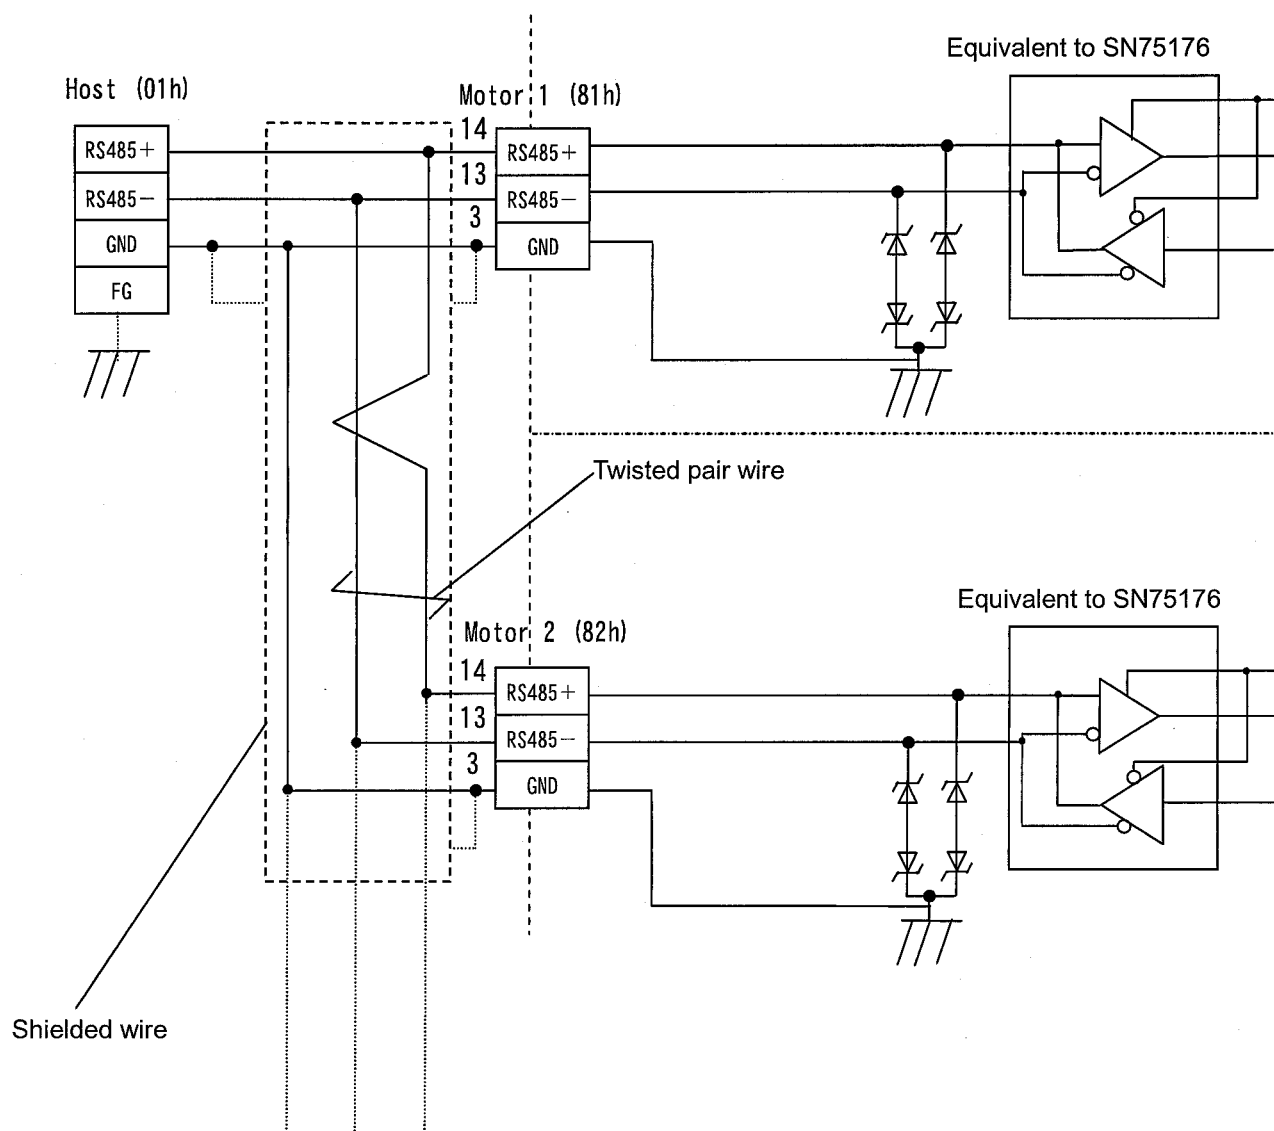 Equivalent to SN75176
Host (01h)
Motor 1 (81h)
RS485+
RS485-
GND
FG
14
13
3
RS485+
RS485-
GND
Twisted pair wire
Equivalent to SN75176
Motor 2 (82h)
14
13
3
RS485+
RS485-
GND
Shielded wire